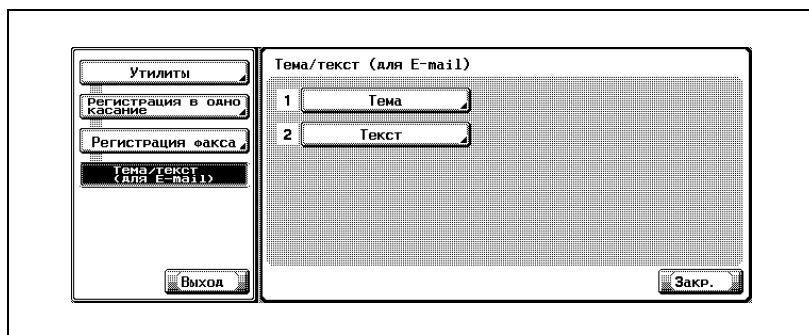 Утилиты
Регистрация в одно
касание
Регистрация факса
Тема/текст
(для E-mail)
Выход
Тема/текст (для E-mail)
1 Тема
2 Текст
Закр.